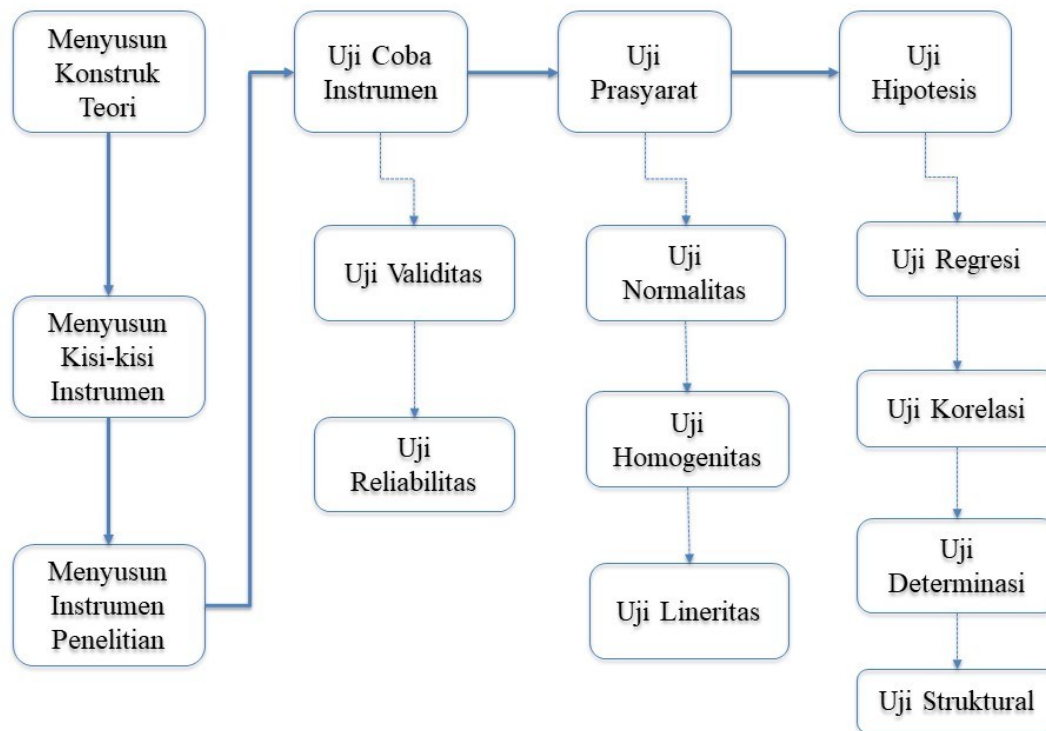 Menyusun
Konstruk
Teori
Menyusun
Kisi-kisi
Instrumen
Menyusun
Instrumen
Penelitian
Uji Coba
Instrumen
Uji Validitas
Uji
Reliabilitas
Uji
Prasyarat
Uji
Normalitas
Uji
Homogenitas
Uji Lineritas
Uji
Hipotesis
Uji Regresi
Uji Korelasi
Uji
Determinasi
Uji Struktural